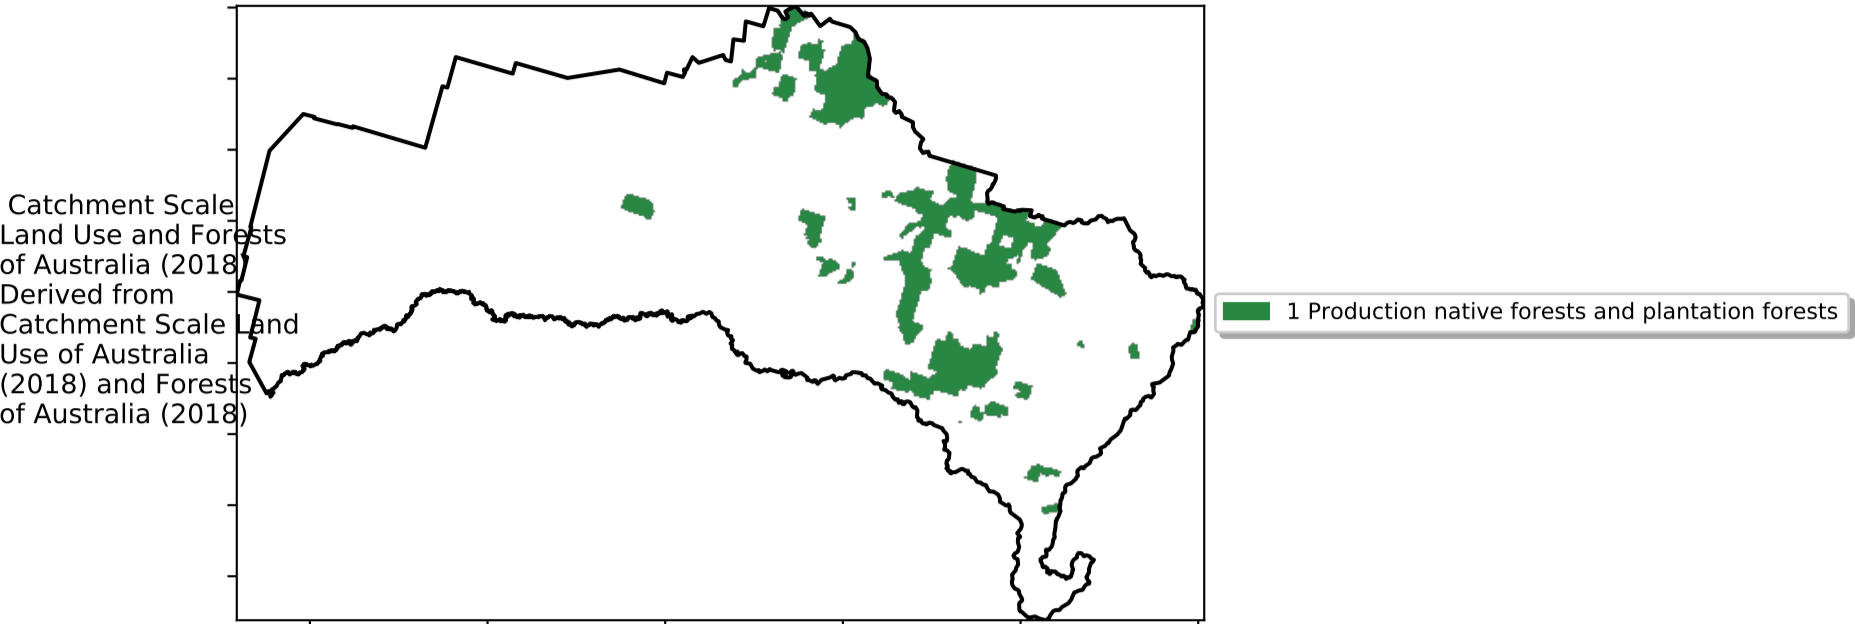 Catchment Scale
Land Use and Forests
of Australia (2018)
Derived from
Catchment Scale Land
Use of Australia
(2018) and Forests
of Australia (2018)
1 Production native forests and plantation forests